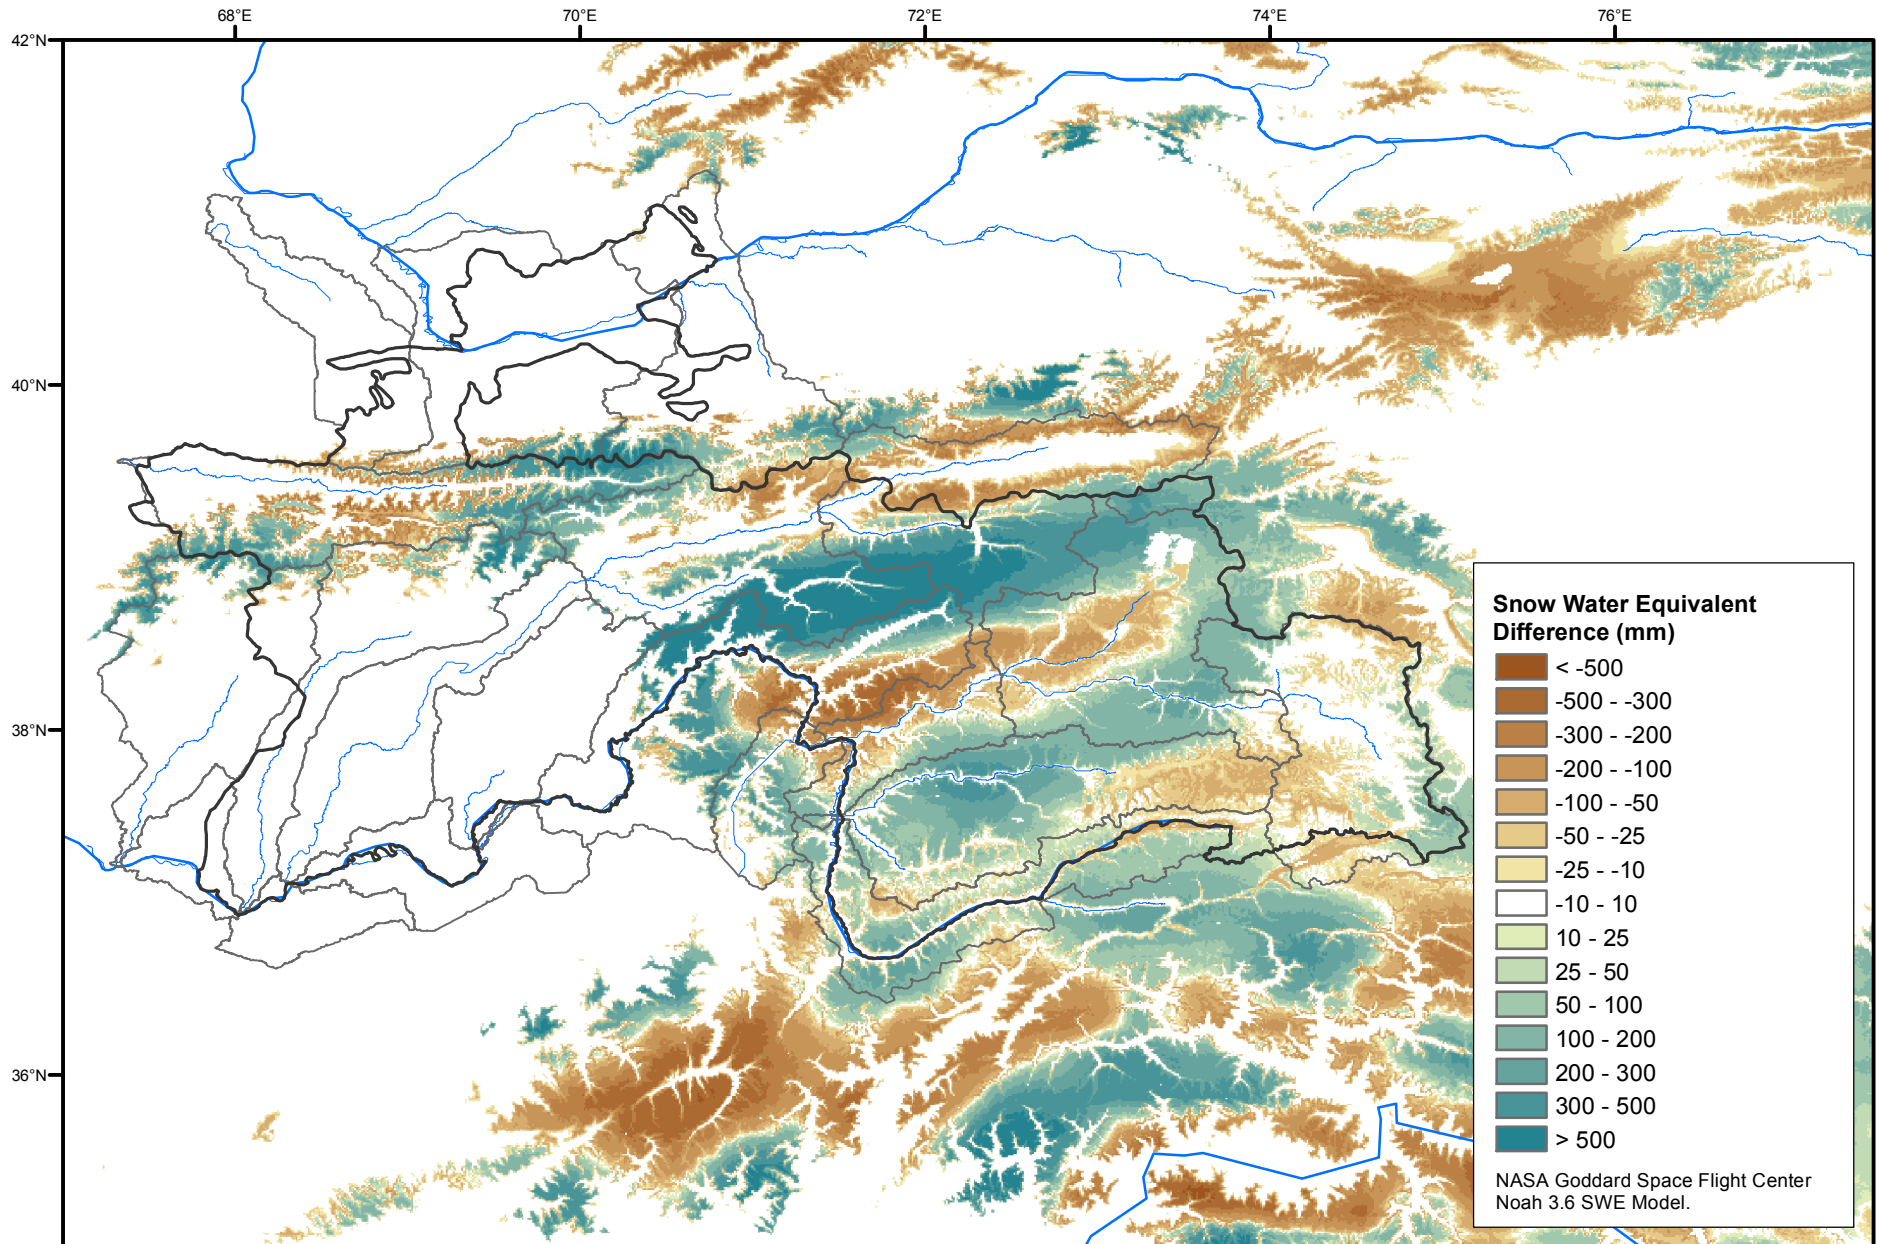 68°E
70°E
72°E
74°E
76°E
42°N
40°N
38°N
36°N
Snow Water Equivalent
Difference (mm)
< -500
-500 - -300
-300 - -200
-200 - -100
-100 - -50
-50 - -25
-25 - -10
-10 - 10
10 - 25
25 - 50
50 - 100
100 - 200
200 - 300
300 - 500
> 500
NASA Goddard Space Flight Center
Noah 3.6 SWE Model.